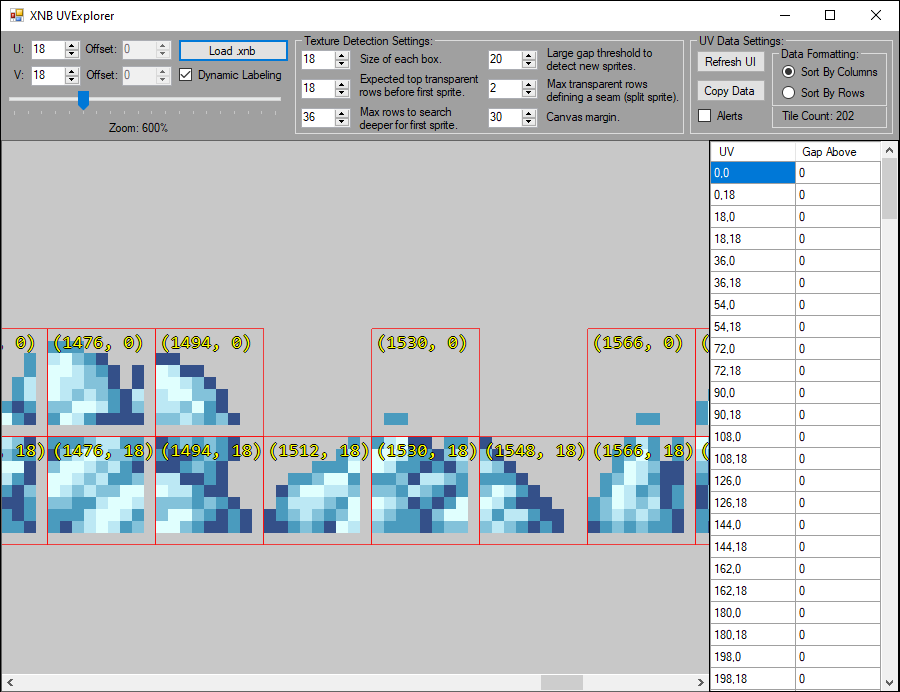 XNB UVExplorer
U: 18 Offset: 0 Load .xnb
V: 18 Offset: 0 Dynamic Labeling
Zoom: 600%
Texture Detection Settings:
18 Size of each box.
18 Expected top transparent
rows before first sprite.
36 Max rows to search
deeper for first sprite.
20 Large gap threshold to
detect new sprites.
2 Max transparent rows
defining a seam (split sprite).
30 Canvas margin.
UV Data Settings:
Refresh UI
Copy Data
Alerts
Data Formatting:
Sort By Columns
Sort By Rows
Tile Count: 202
0) (1476, 0) (1494, 0) (1530, 0) (1566, 0) (
18) (1476, 18) (1494, 18) (1512, 18) (1530, 18) (1548, 18) (1566, 18) (
UV Gap Above
0,0 0
0,18 0
18,0 0
18,18 0
36,0 0
36,18 0
54,0 0
54,18 0
72,0 0
72,18 0
90,0 0
90,18 0
108,0 0
108,18 0
126,0 0
126,18 0
144,0 0
144,18 0
162,0 0
162,18 0
180,0 0
180,18 0
198,0 0
198,18 0